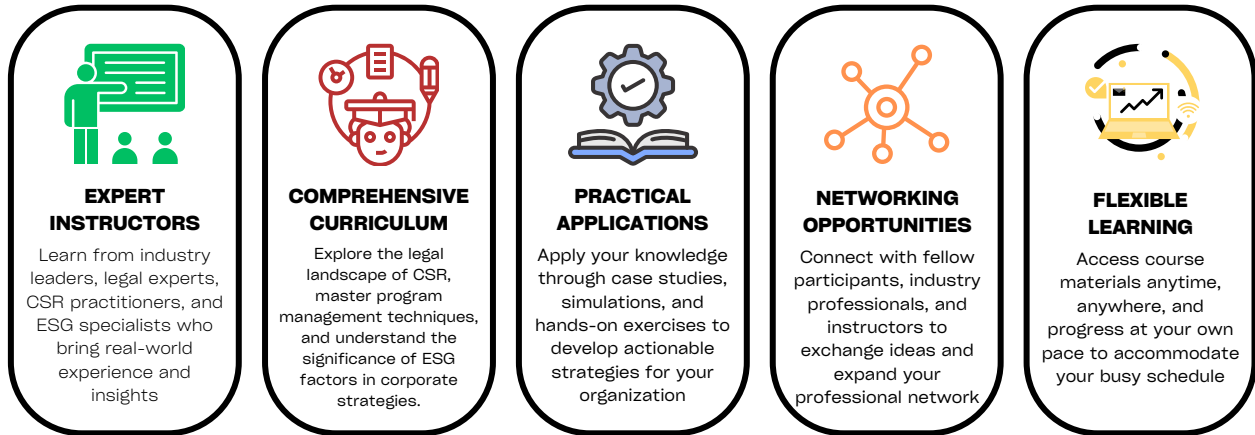 EXPERT
INSTRUCTORS
Learn from industry
leaders, legal experts,
CSR practitioners, and
ESG specialists who
bring real-world
experience and
insights
COMPREHENSIVE
CURRICULUM
Explore the legal
landscape of CSR,
master program
management techniques,
and understand the
significance of ESG
factors in corporate
strategies.
PRACTICAL
APPLICATIONS
Apply your knowledge
through case studies,
simulations, and
hands-on exercises to
develop actionable
strategies for your
organization
NETWORKING
OPPORTUNITIES
Connect with fellow
participants, industry
professionals, and
instructors to
exchange ideas and
expand your
professional network
FLEXIBLE
LEARNING
Access course
materials anytime,
anywhere, and
progress at your own
pace to accommodate
your busy schedule